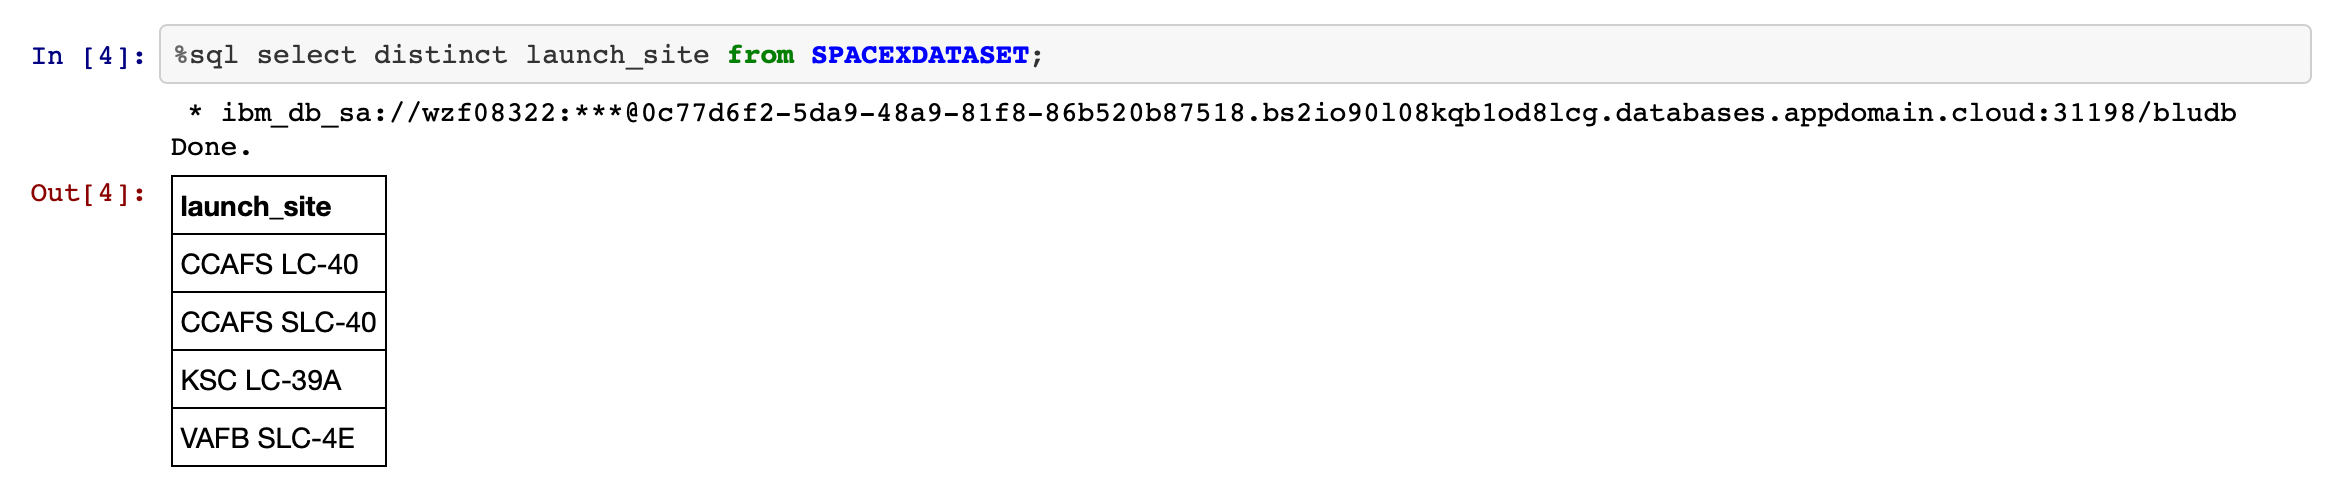 In [4]: %sql select distinct launch_site from SPACEXDATASET;
* ibm_db_sa://wzf08322:***@0c77d6f2-5da9-48a9-81f8-86b520b87518.bs2io90l08kqb1od8lcg.databases.appdomain.cloud:31198/bludb
Done.
Out[4]: launch_site
CCAFS LC-40
CCAFS SLC-40
KSC LC-39A
VAFB SLC-4E